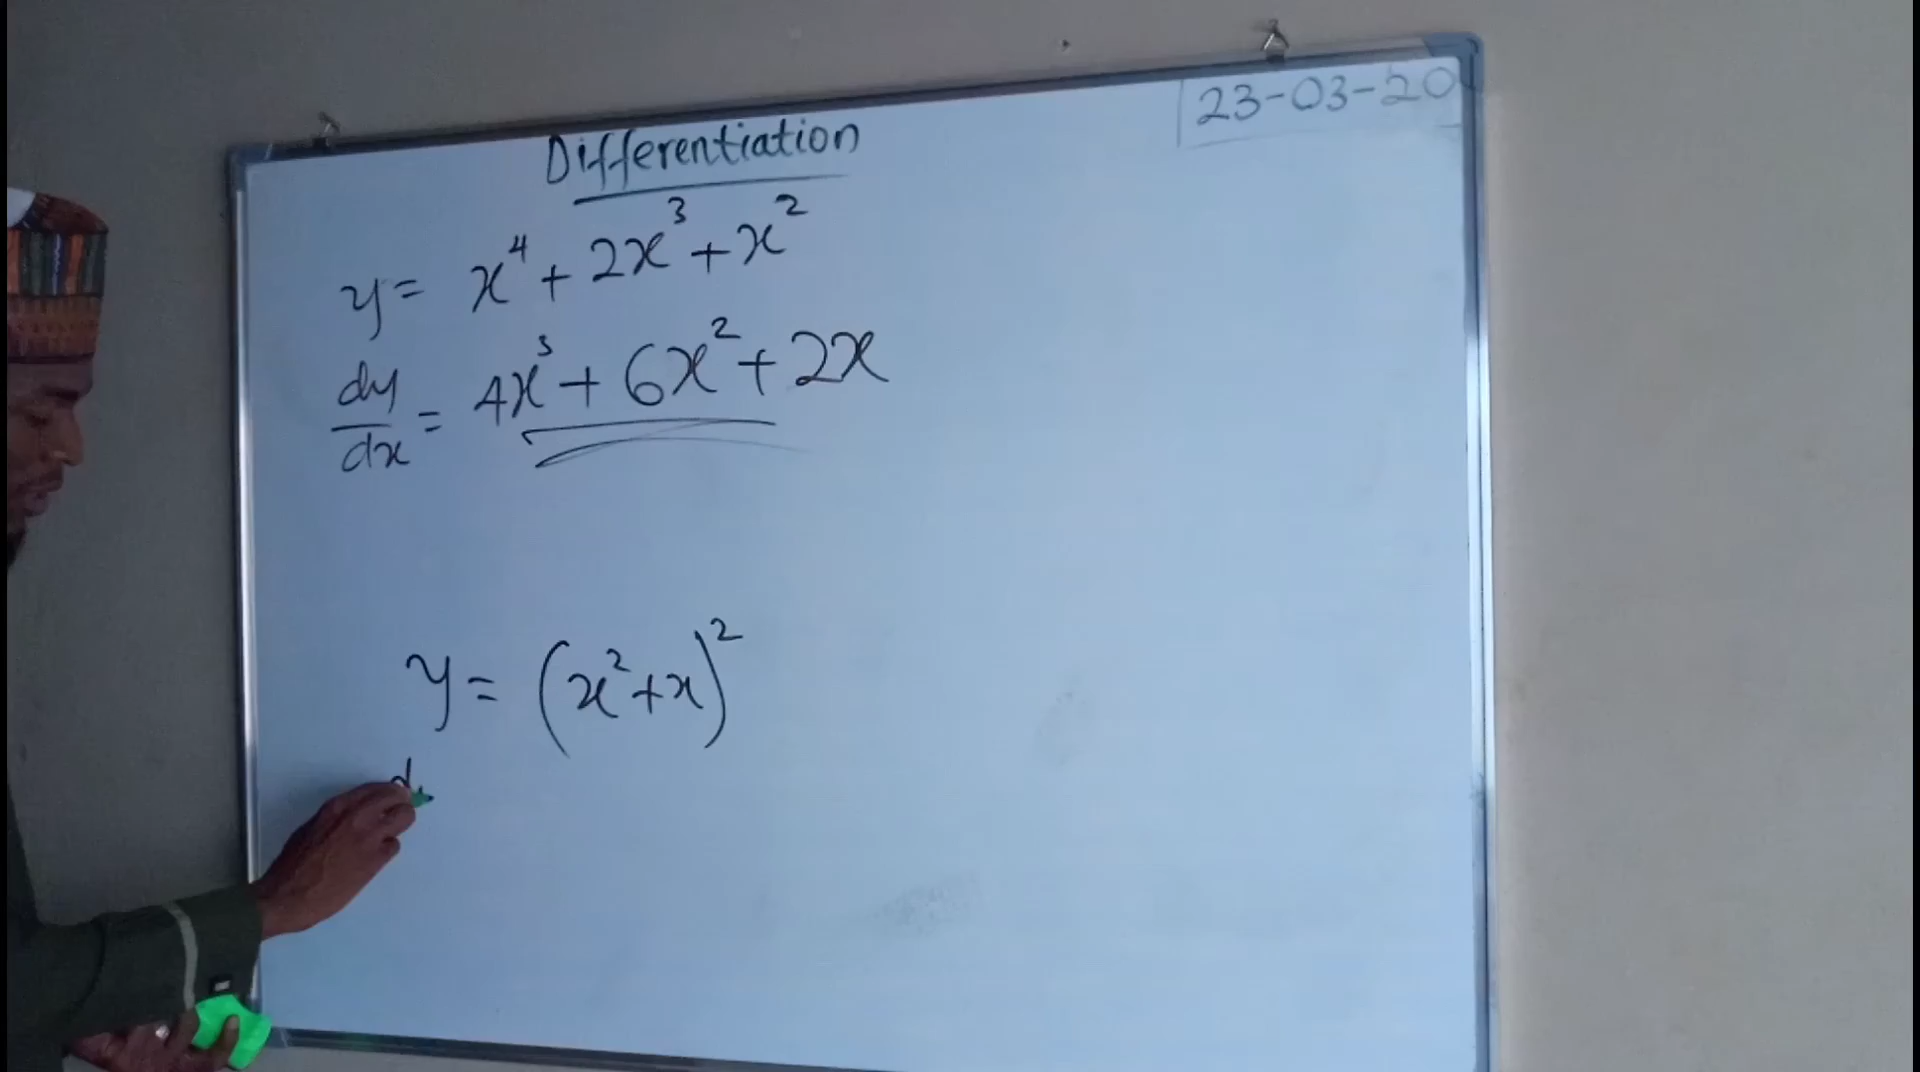 23-03-20
Differentiation
y = x⁴ + 2x³ + x²
dy/dx = 4x³ + 6x² + 2x
y = (x² + x)²
d